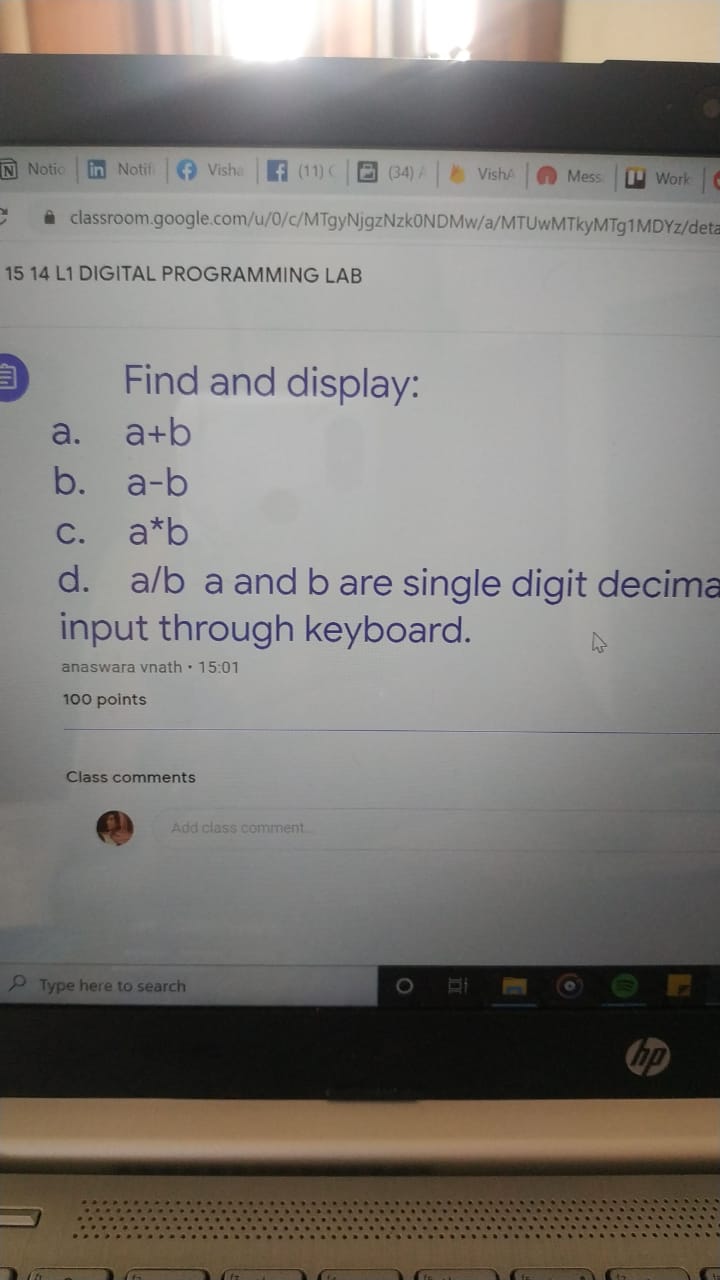 Notic Notifi Visha (11) C (34) A VishA Mess Work
classroom.google.com/u/0/c/MTgyNjgzNzk0NDMw/a/MTUwMTkyMTg1MDYz/deta
15 14 L1 DIGITAL PROGRAMMING LAB
Find and display:
a. a+b
b. a-b
c. a*b
d. a/b a and b are single digit decima
input through keyboard.
anaswara vnath • 15:01
100 points
Class comments
Add class comment...
Type here to search
hp